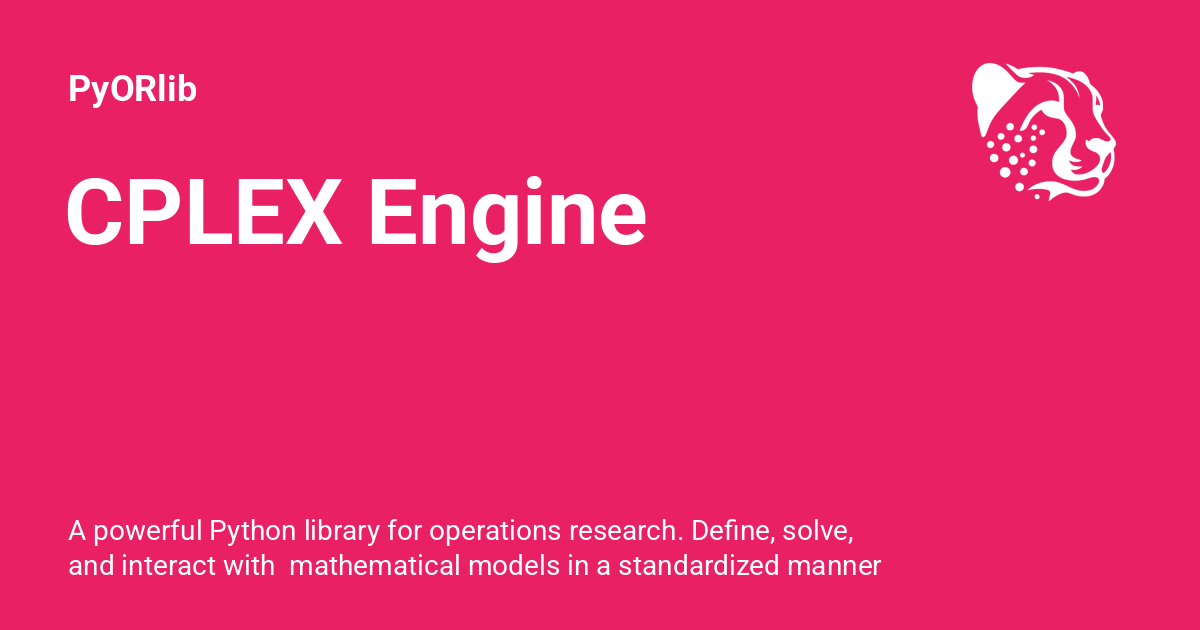 PyORlib
CPLEX Engine
A powerful Python library for operations research. Define, solve,
and interact with  mathematical models in a standardized manner